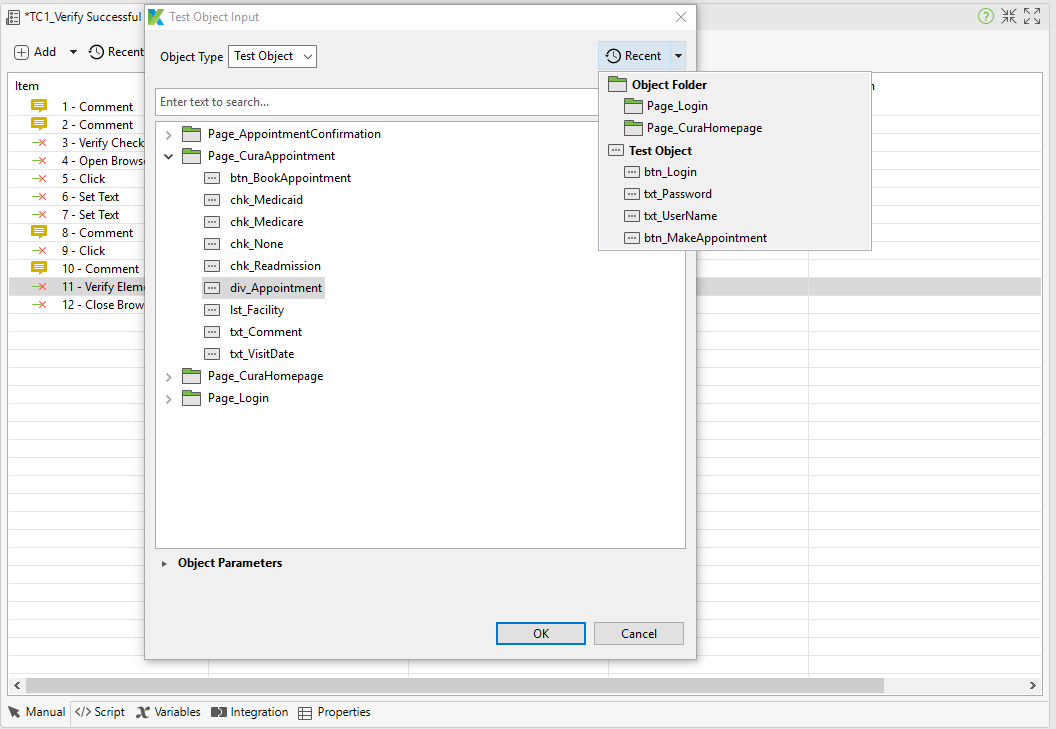 *TC1_Verify Successful
Test Object Input
Add
Recent
Object Type
Test Object
Recent
Item
Object Folder
Page_Login
Page_CuraHomepage
Test Object
btn_Login
txt_Password
txt_UserName
btn_MakeAppointment
Enter text to search...
1 - Comment
2 - Comment
3 - Verify Check
4 - Open Brows
5 - Click
6 - Set Text
7 - Set Text
8 - Comment
9 - Click
10 - Comment
11 - Verify Eleme
12 - Close Brow
Page_AppointmentConfirmation
Page_CuraAppointment
btn_BookAppointment
chk_Medicaid
chk_Medicare
chk_None
chk_Readmission
div_Appointment
lst_Facility
txt_Comment
txt_VisitDate
Page_CuraHomepage
Page_Login
Object Parameters
OK
Cancel
Manual
</> Script
Variables
Integration
Properties